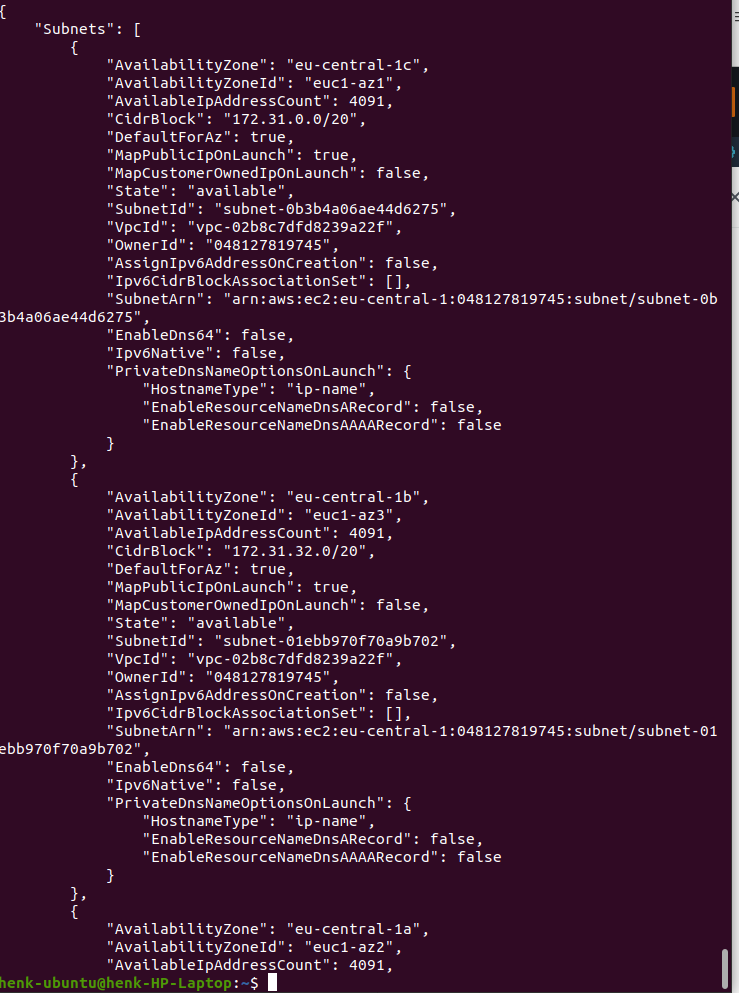 {
    "Subnets": [
        {
            "AvailabilityZone": "eu-central-1c",
            "AvailabilityZoneId": "euc1-az1",
            "AvailableIpAddressCount": 4091,
            "CidrBlock": "172.31.0.0/20",
            "DefaultForAz": true,
            "MapPublicIpOnLaunch": true,
            "MapCustomerOwnedIpOnLaunch": false,
            "State": "available",
            "SubnetId": "subnet-0b3b4a06ae44d6275",
            "VpcId": "vpc-02b8c7dfd8239a22f",
            "OwnerId": "048127819745",
            "AssignIpv6AddressOnCreation": false,
            "Ipv6CidrBlockAssociationSet": [],
            "SubnetArn": "arn:aws:ec2:eu-central-1:048127819745:subnet/subnet-0b
3b4a06ae44d6275",
            "EnableDns64": false,
            "Ipv6Native": false,
            "PrivateDnsNameOptionsOnLaunch": {
                "HostnameType": "ip-name",
                "EnableResourceNameDnsARecord": false,
                "EnableResourceNameDnsAAAARecord": false
            }
        },
        {
            "AvailabilityZone": "eu-central-1b",
            "AvailabilityZoneId": "euc1-az3",
            "AvailableIpAddressCount": 4091,
            "CidrBlock": "172.31.32.0/20",
            "DefaultForAz": true,
            "MapPublicIpOnLaunch": true,
            "MapCustomerOwnedIpOnLaunch": false,
            "State": "available",
            "SubnetId": "subnet-01ebb970f70a9b702",
            "VpcId": "vpc-02b8c7dfd8239a22f",
            "OwnerId": "048127819745",
            "AssignIpv6AddressOnCreation": false,
            "Ipv6CidrBlockAssociationSet": [],
            "SubnetArn": "arn:aws:ec2:eu-central-1:048127819745:subnet/subnet-01
ebb970f70a9b702",
            "EnableDns64": false,
            "Ipv6Native": false,
            "PrivateDnsNameOptionsOnLaunch": {
                "HostnameType": "ip-name",
                "EnableResourceNameDnsARecord": false,
                "EnableResourceNameDnsAAAARecord": false
            }
        },
        {
            "AvailabilityZone": "eu-central-1a",
            "AvailabilityZoneId": "euc1-az2",
            "AvailableIpAddressCount": 4091,
henk-ubuntu@henk-HP-Laptop:~$